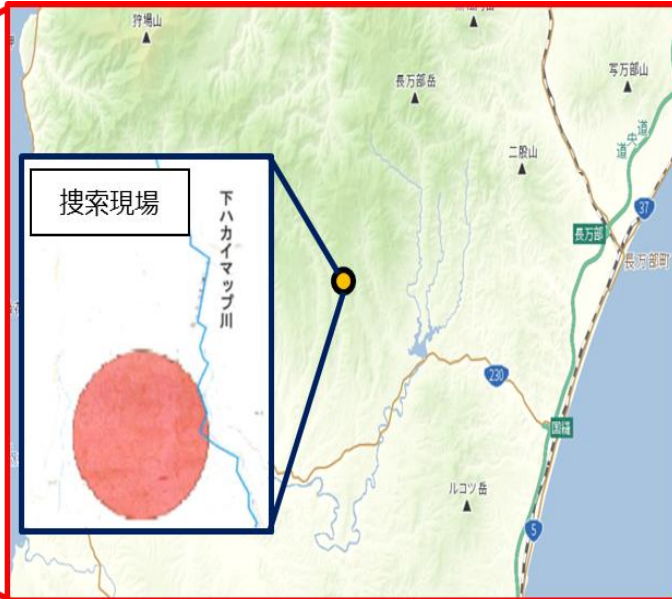 狩場山
長万部岳
写万部山
二股山
道央道
捜索現場
下ハカイマップ川
37
長万部
長万部町
230
国縫
ルコツ岳
5